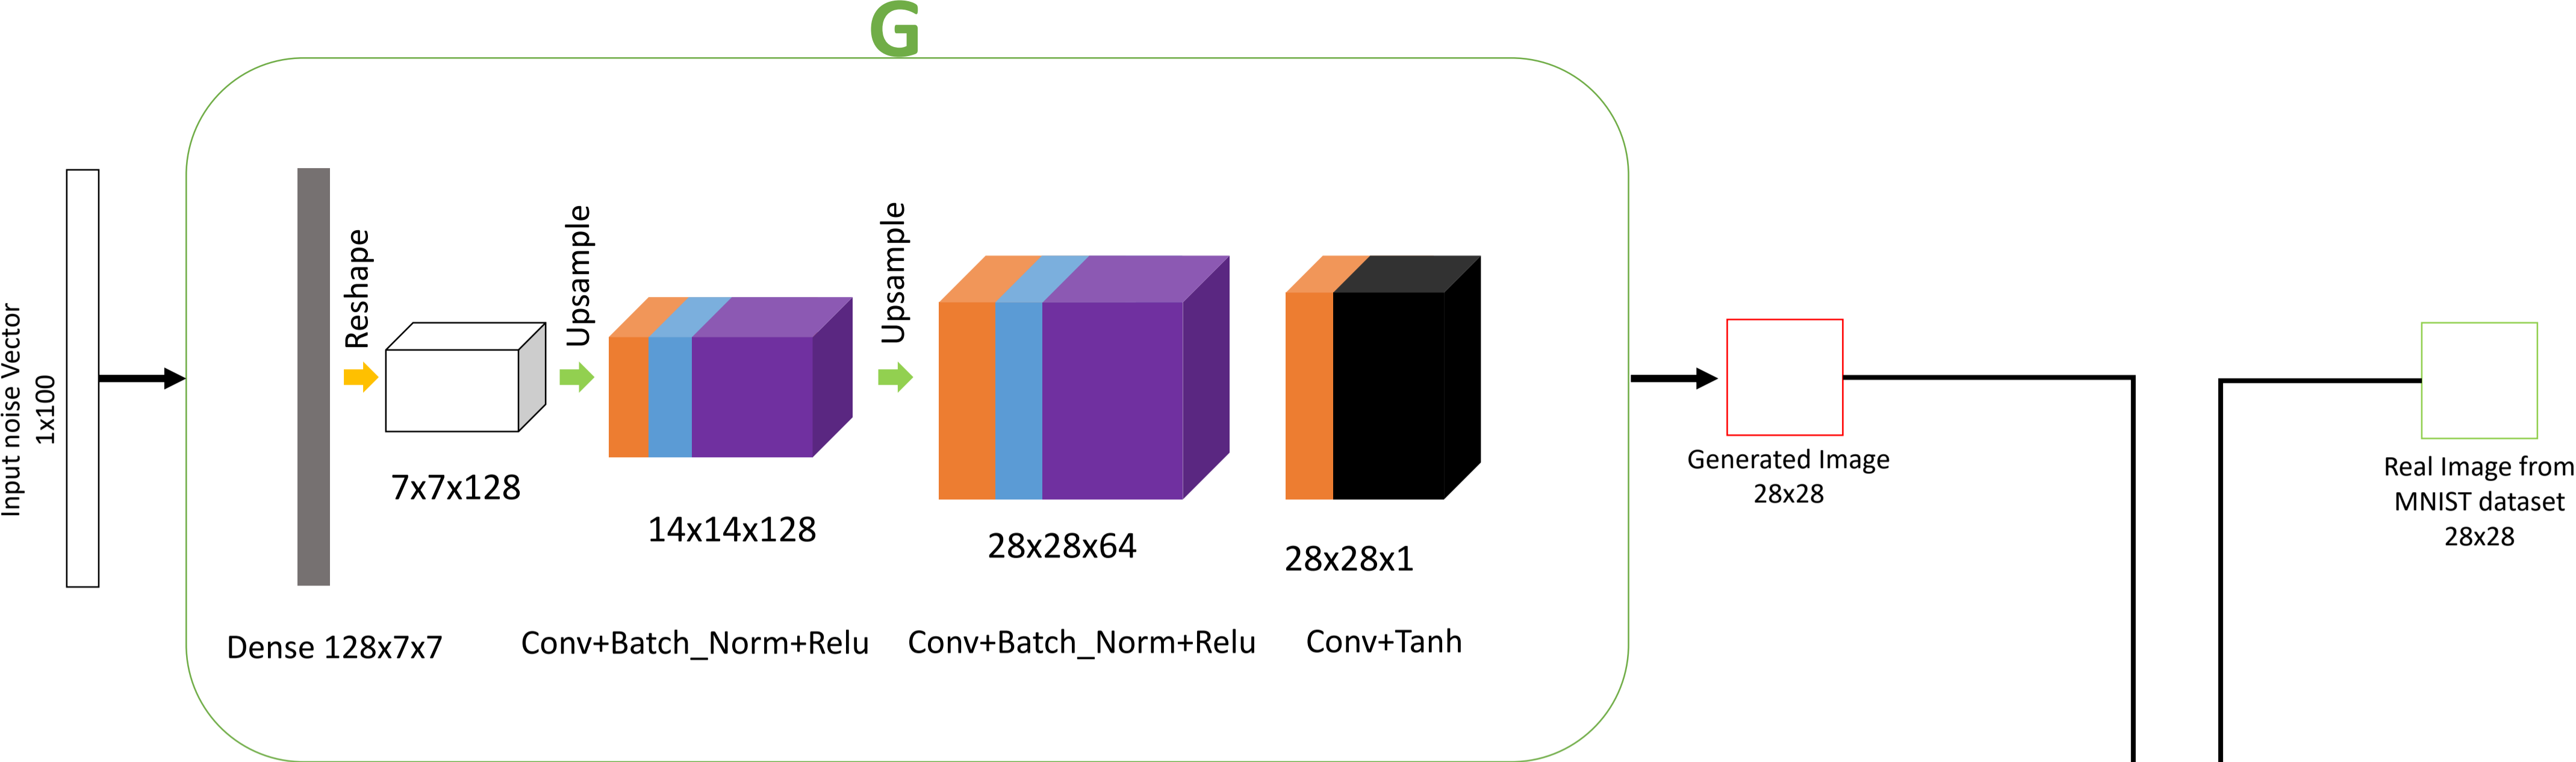 G
Input noise Vector
1x100
Reshape
Upsample
Upsample
7x7x128
14x14x128
28x28x64
28x28x1
Dense 128x7x7
Conv+Batch_Norm+Relu
Conv+Batch_Norm+Relu
Conv+Tanh
Generated Image
28x28
Real Image from
MNIST dataset
28x28